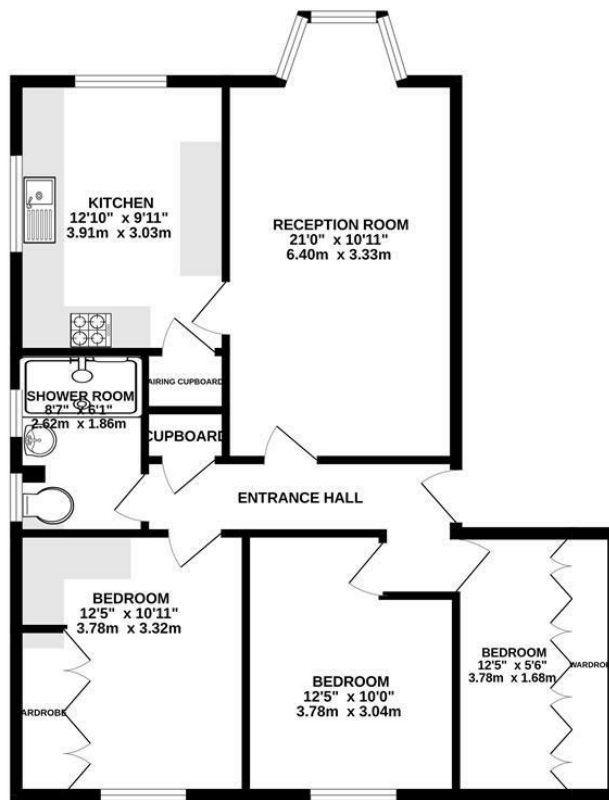 KITCHEN
12'10" x 9'11"
3.91m x 3.03m
RECEPTION ROOM
21'0" x 10'11"
6.40m x 3.33m
AIRING CUPBOARD
SHOWER ROOM
8'7" x 6'1"
2.62m x 1.86m
CUPBOARD
ENTRANCE HALL
BEDROOM
12'5" x 10'11"
3.78m x 3.32m
WARDROBE
BEDROOM
12'5" x 10'0"
3.78m x 3.04m
BEDROOM
12'5" x 5'6"
3.78m x 1.68m
WARDROBE